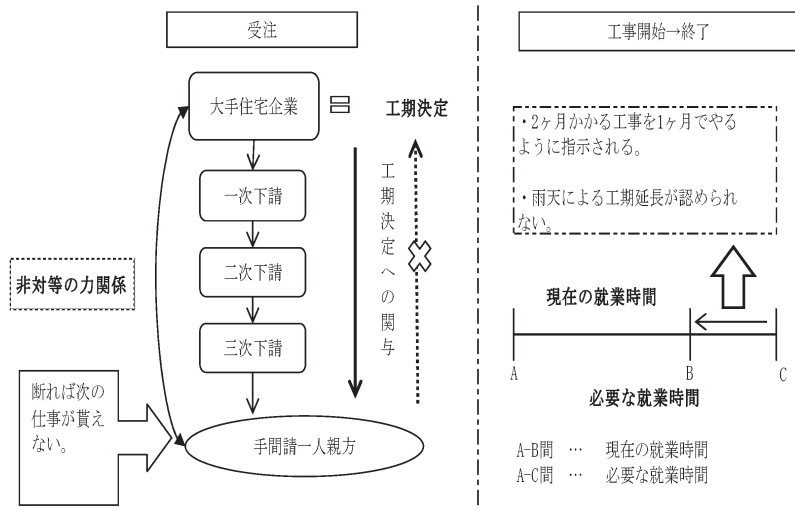 受注
大手住宅企業
工期決定
一次下請
二次下請
三次下請
手間請一人親方
工期決定への関与
非対等の力関係
断れば次の
仕事が貰え
ない。
工事開始→終了
・2ヶ月かかる工事を1ヶ月でやる
ように指示される。
・雨天による工期延長が認められ
ない。
現在の就業時間
A
B
C
必要な就業時間
A-B間 … 現在の就業時間
A-C間 … 必要な就業時間